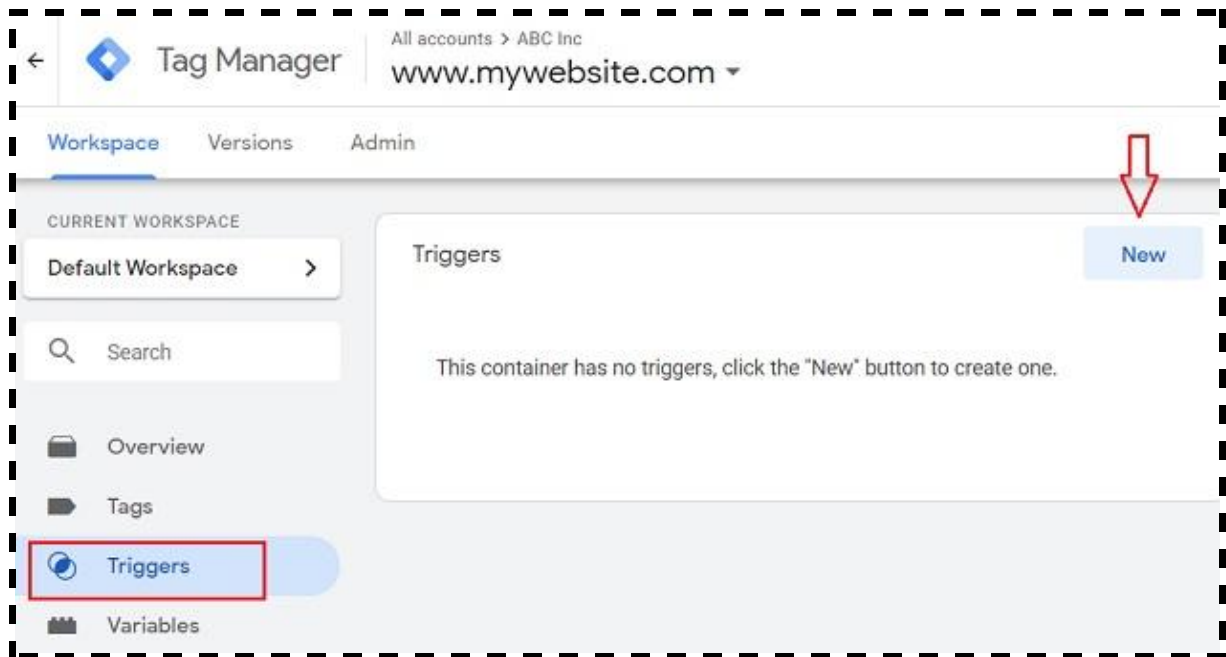 Tag Manager
All accounts > ABC Inc
www.mywebsite.com
Workspace Versions Admin
CURRENT WORKSPACE
Default Workspace
Search
Overview
Tags
Triggers
Variables
Triggers
New
This container has no triggers, click the "New" button to create one.